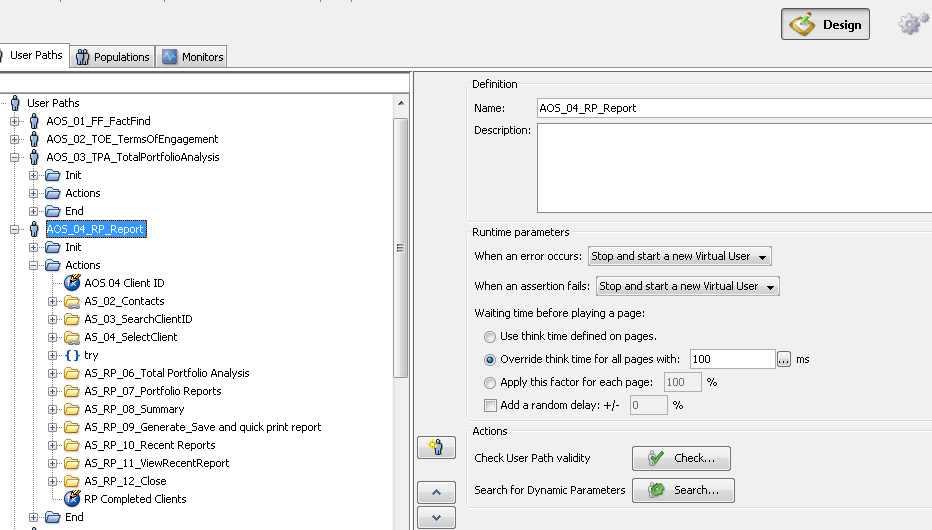 Design
User Paths
Populations
Monitors
User Paths
AOS_01_FF_FactFind
AOS_02_TOE_TermsOfEngagement
AOS_03_TPA_TotalPortfolioAnalysis
Init
Actions
End
AOS_04_RP_Report
Init
Actions
AOS 04 Client ID
AS_02_Contacts
AS_03_SearchClientID
AS_04_SelectClient
try
AS_RP_06_Total Portfolio Analysis
AS_RP_07_Portfolio Reports
AS_RP_08_Summary
AS_RP_09_Generate_Save and quick print report
AS_RP_10_Recent Reports
AS_RP_11_ViewRecentReport
AS_RP_12_Close
RP Completed Clients
End
Definition
Name: AOS_04_RP_Report
Description:
Runtime parameters
When an error occurs: Stop and start a new Virtual User
When an assertion fails: Stop and start a new Virtual User
Waiting time before playing a page:
Use think time defined on pages.
Override think time for all pages with: 100 ... ms
Apply this factor for each page: 100 %
Add a random delay: +/- 0 %
Actions
Check User Path validity Check...
Search for Dynamic Parameters Search...